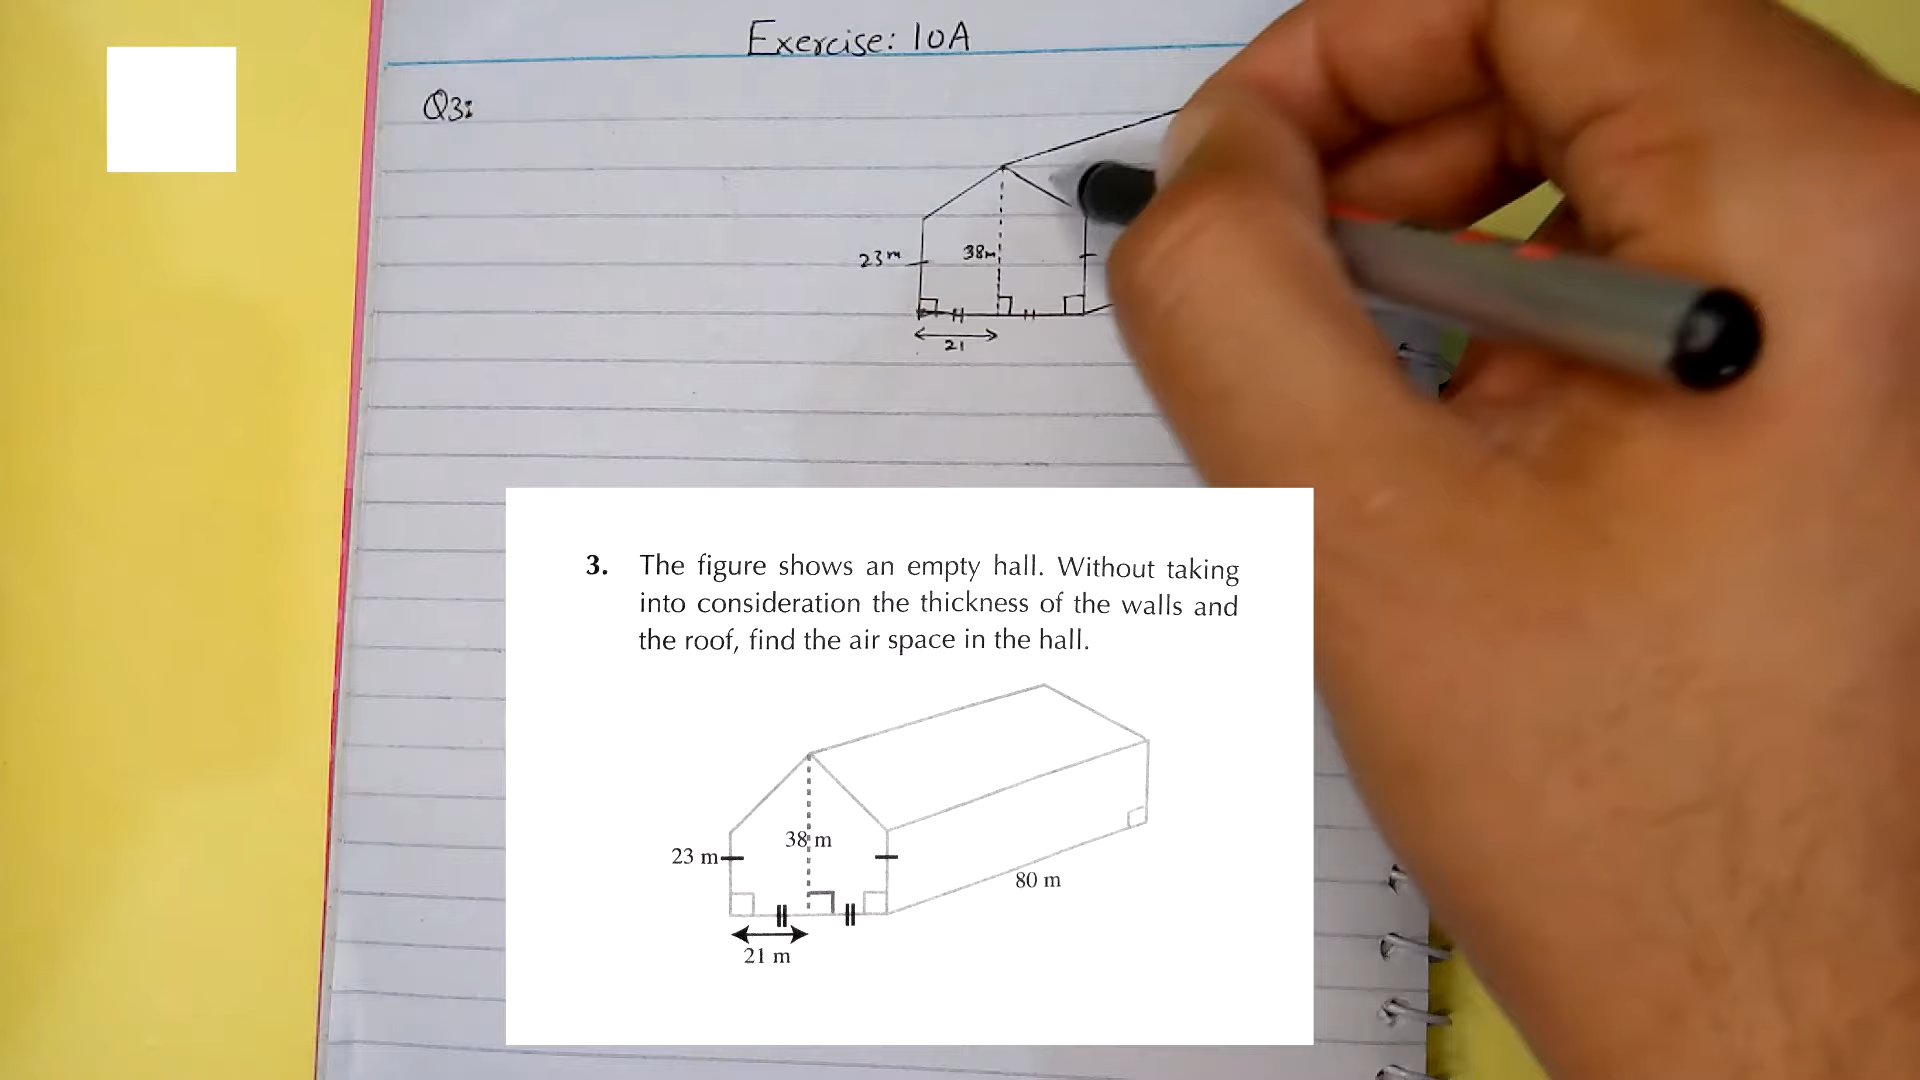 Exercise: 10A
Q3:
23m
38m
21
3. The figure shows an empty hall. Without taking
into consideration the thickness of the walls and
the roof, find the air space in the hall.
38 m
23 m
80 m
21 m